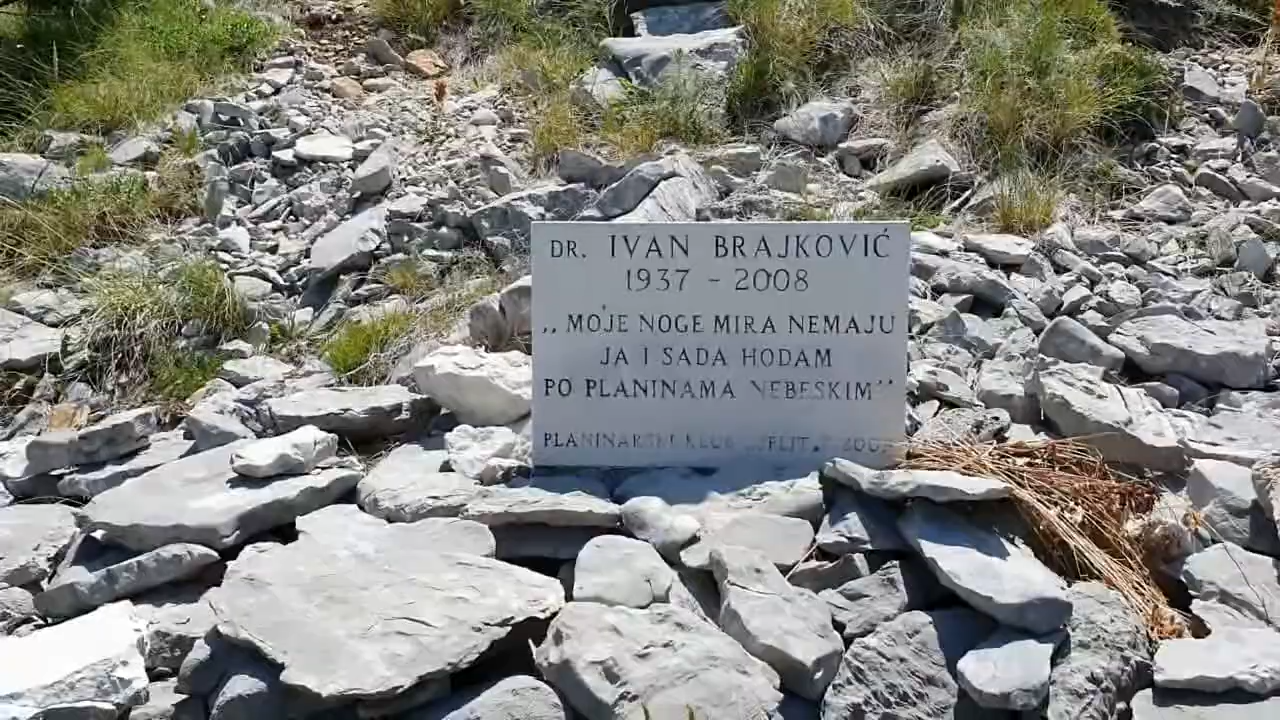 DR. IVAN BRAJKOVIĆ
1937 - 2008
,,MOJE NOGE MIRA NEMAJU
JA I SADA HODAM
PO PLANINAMA NEBESKIM''
PLANINARSKI KLUB